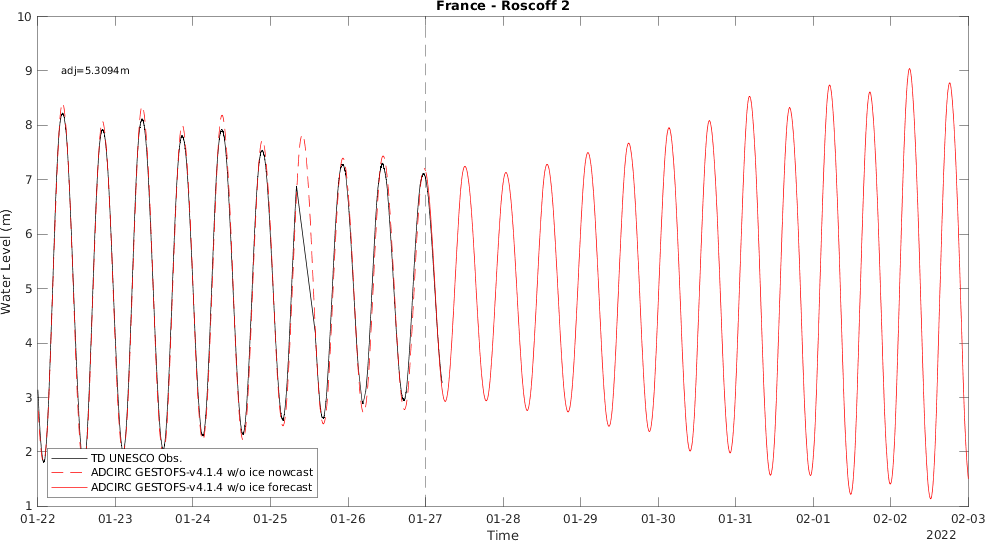 France - Roscoff 2
10
9
8
7
6
5
4
3
2
1
Water Level (m)
adj=5.3094m
TD UNESCO Obs.
ADCIRC GESTOFS-v4.1.4 w/o ice nowcast
ADCIRC GESTOFS-v4.1.4 w/o ice forecast
01-22 01-23 01-24 01-25 01-26 01-27 01-28 01-29 01-30 01-31 02-01 02-02 02-03
Time
2022